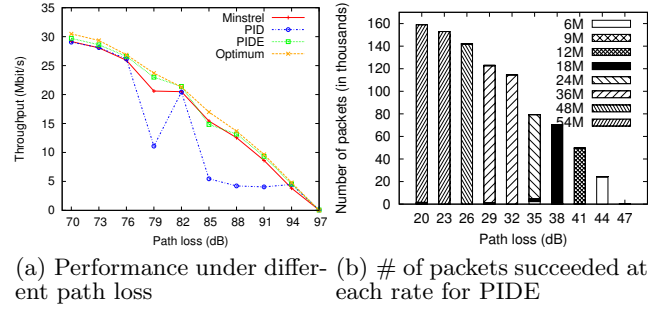 Throughput (Mbit/s)
35
30
25
20
15
10
5
0
Minstrel
PID
PIDE
Optimum
70 73 76 79 82 85 88 91 94 97
Path loss (dB)
Number of packets (in thousands)
160
140
120
100
80
60
40
20
0
6M
9M
12M
18M
24M
36M
48M
54M
20 23 26 29 32 35 38 41 44 47
Path loss (dB)
(a) Performance under differ-
ent path loss
(b) # of packets succeeded at
each rate for PIDE